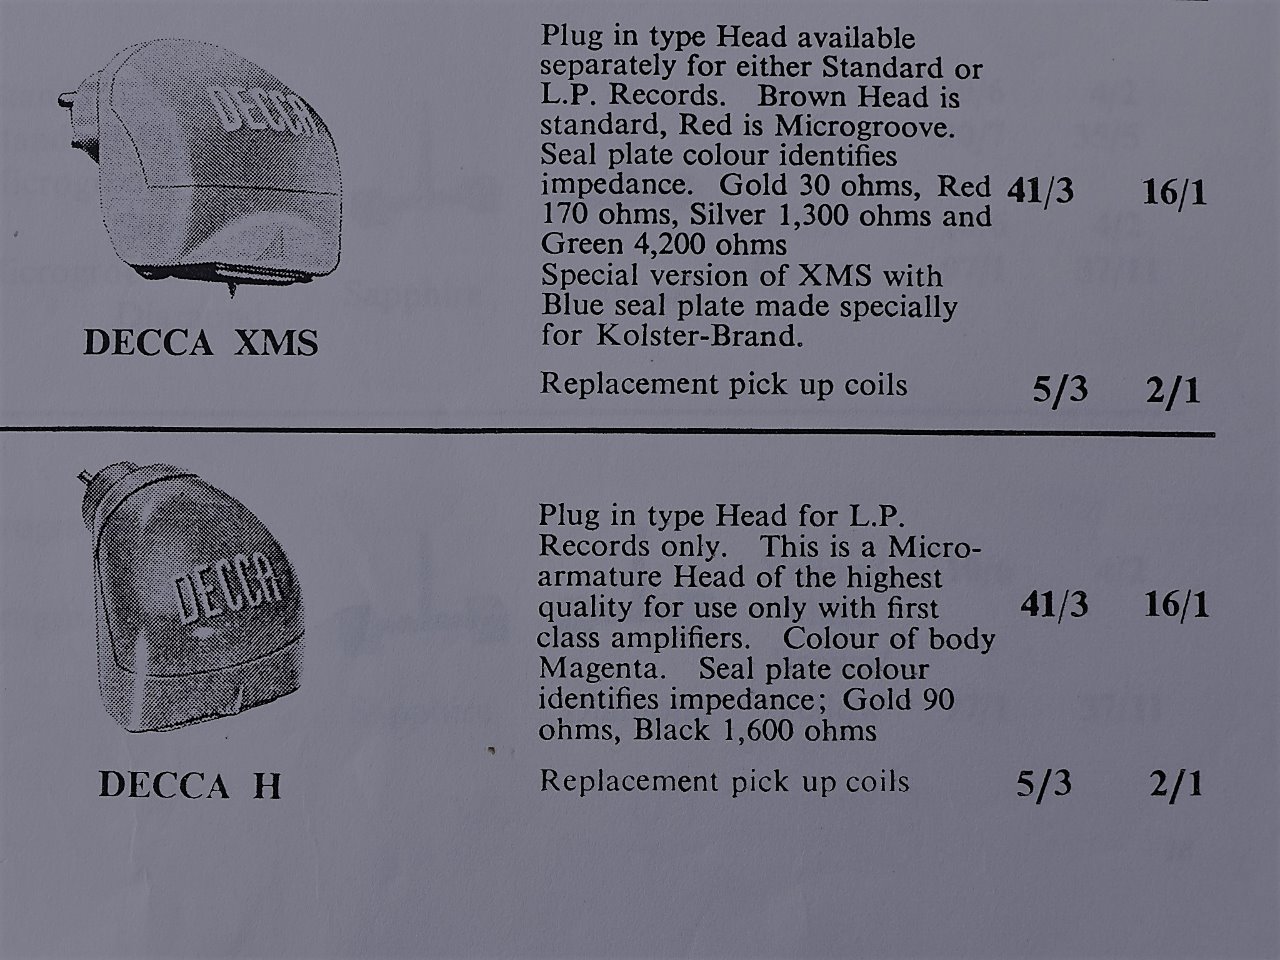 DECCA
Plug in type Head available
separately for either Standard or
L.P. Records. Brown Head is
standard, Red is Microgroove.
Seal plate colour identifies
impedance. Gold 30 ohms, Red 41/3 16/1
170 ohms, Silver 1,300 ohms and
Green 4,200 ohms
Special version of XMS with
Blue seal plate made specially
for Kolster-Brand.
DECCA XMS
Replacement pick up coils 5/3 2/1
DECCA
Plug in type Head for L.P.
Records only. This is a Micro-
armature Head of the highest
quality for use only with first 41/3 16/1
class amplifiers. Colour of body
Magenta. Seal plate colour
identifies impedance; Gold 90
ohms, Black 1,600 ohms
DECCA H
Replacement pick up coils 5/3 2/1